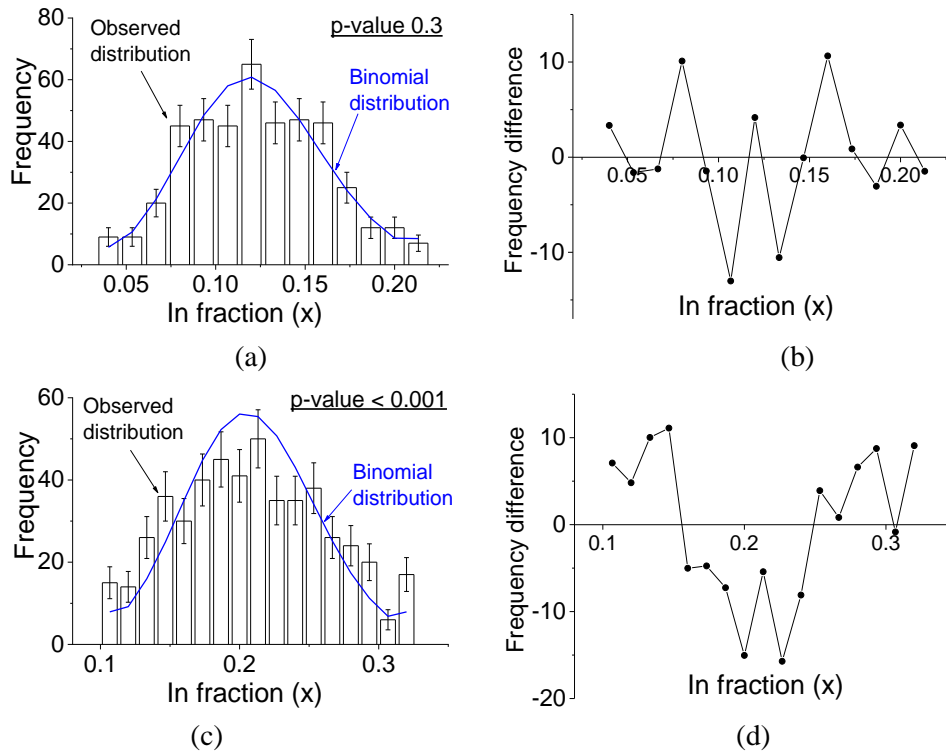 p-value 0.3
Observed
distribution
Binomial
distribution
Frequency
80
60
40
20
0
0.05 0.10 0.15 0.20
In fraction (x)
(a)
Frequency difference
10
0
-10
0.05 0.10 0.15 0.20
In fraction (x)
(b)
p-value < 0.001
Observed
distribution
Binomial
distribution
Frequency
60
40
20
0
0.1 0.2 0.3
In fraction (x)
(c)
Frequency difference
10
0
-10
-20
0.1 0.2 0.3
In fraction (x)
(d)